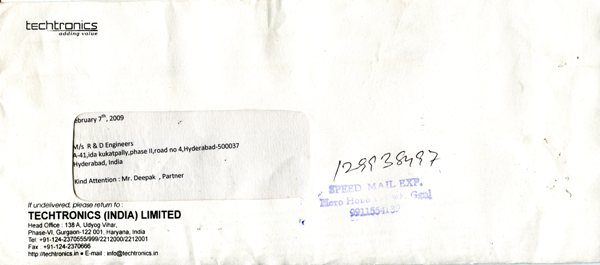 techtronics
adding value
ebruary 7th, 2009
M/s R & D Engineers
A-41,ida kukatpally,phase II,road no 4,Hyderabad-500037
Hyderabad, India
Kind Attention : Mr. Deepak , Partner
129938497
SPEED MAIL EXP.
If undelivered, please return to :
TECHTRONICS (INDIA) LIMITED
Head Office : 138 A, Udyog Vihar,
Phase-VI, Gurgaon-122 001, Haryana, India
Tel: +91-124-2370555/999/2212000/2212001
Fax : +91-124-2370666
http://techtronics.in ● E-mail : info@techtronics.in